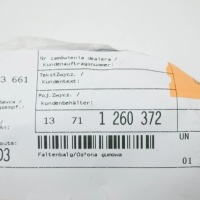 Nr zamówienia dealera /
Kundenauftragsnummer:
3 661
Tekst Zwycz. /
Kundentext:
Poj. Zwycz. /
Kundenbehälter:
13 71 1 260 372
UN
03
Faltenbalg/Osłona gumowa
01